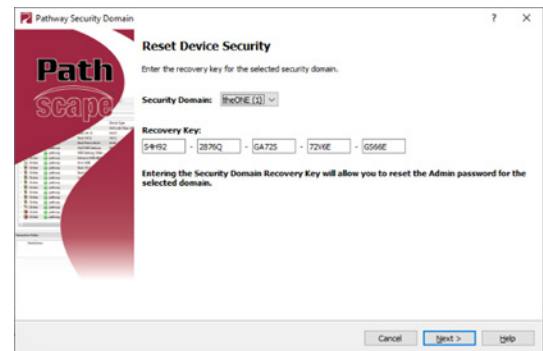 Pathway Security Domain
? ×
Path
scape
Reset Device Security
Enter the recovery key for the selected security domain.
Security Domain: theONE (1)
Recovery Key:
S4H92 - 2876Q - GA725 - 72V6E - GS66E
Entering the Security Domain Recovery Key will allow you to reset the Admin password for the
selected domain.
Cancel Next > Help